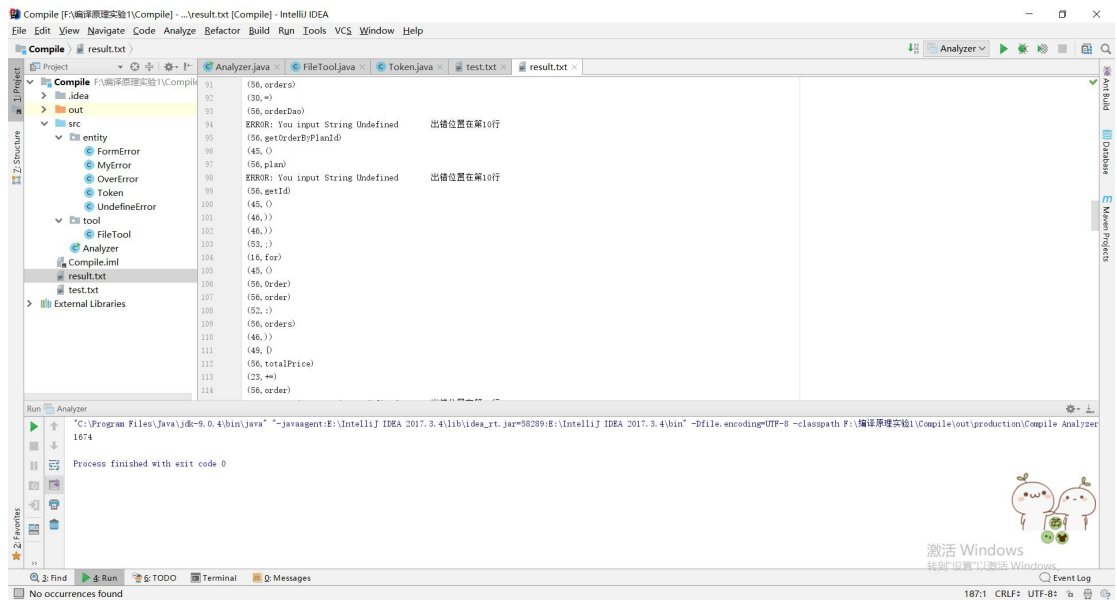 Compile [F:\编译原理实验1\Compile] - ...\result.txt [Compile] - IntelliJ IDEA
File Edit View Navigate Code Analyze Refactor Build Run Tools VCS Window Help
Compile result.txt Analyzer
Project Analyzer.java FileTool.java Token.java test.txt result.txt
1: Project
Z: Structure
2: Favorites
Compile F:\编译原理实验1\Compile
.idea
out
src
entity
FormError
MyError
OverError
Token
UndefineError
tool
FileTool
Analyzer
Compile.iml
result.txt
test.txt
External Libraries
91 (56,orders)
92 (30,=)
93 (56,orderDao)
94 ERROR: You input String Undefined 出错位置在第10行
95 (56,getOrderByPlanId)
96 (45,()
97 (56,plan)
98 ERROR: You input String Undefined 出错位置在第10行
99 (56,getId)
100 (45,()
101 (46,))
102 (46,))
103 (53,;)
104 (16,for)
105 (45,()
106 (56,Order)
107 (56,order)
108 (52,:)
109 (56,orders)
110 (46,))
111 (49,{)
112 (56,totalPrice)
113 (23,+=)
114 (56,order)
Ant Build
Database
Maven Projects
Run Analyzer
"C:\Program Files\Java\jdk-9.0.4\bin\java" "-javaagent:E:\IntelliJ IDEA 2017.3.4\lib\idea_rt.jar=58289:E:\IntelliJ IDEA 2017.3.4\bin" -Dfile.encoding=UTF-8 -classpath F:\编译原理实验1\Compile\out\production\Compile Analyzer
1674
Process finished with exit code 0
激活 Windows
转到"设置"以激活 Windows。
3: Find 4: Run 6: TODO Terminal 0: Messages Event Log
No occurrences found 187:1 CRLF UTF-8